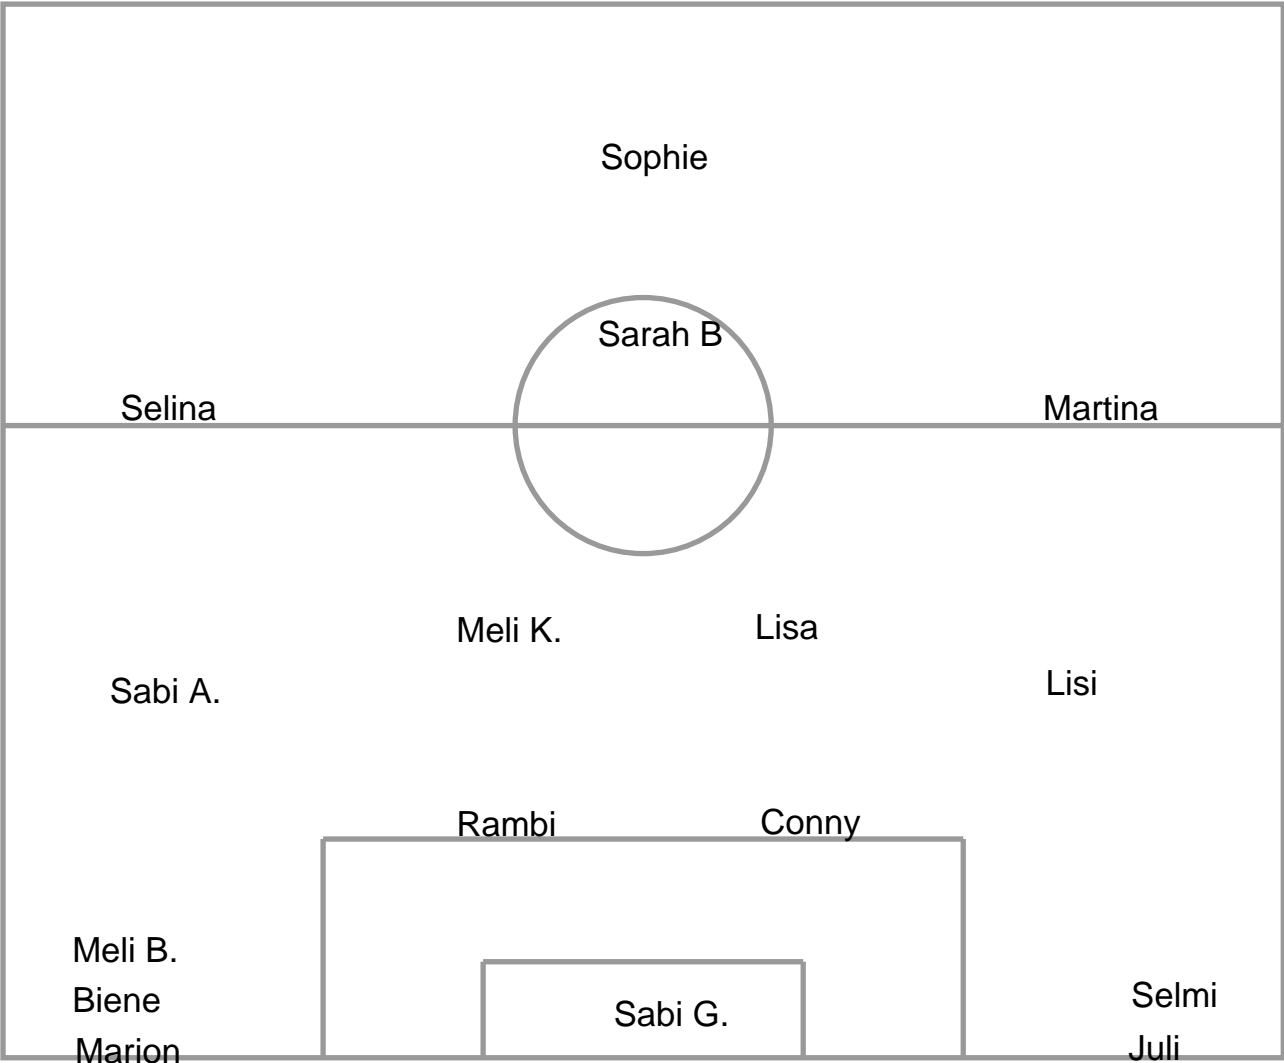 Sophie
Sarah B
Selina
Martina
Meli K.
Lisa
Sabi A.
Lisi
Rambi
Conny
Meli B.
Biene
Marion
Sabi G.
Selmi
Juli